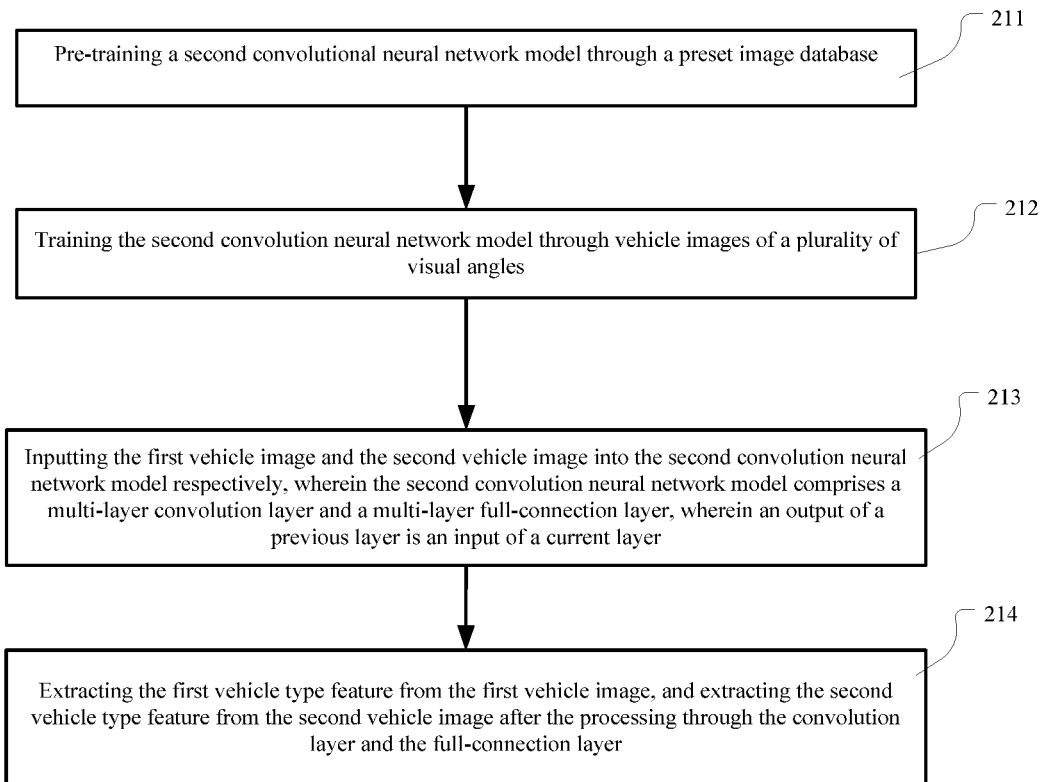 211
Pre-training a second convolutional neural network model through a preset image database
212
Training the second convolution neural network model through vehicle images of a plurality of
visual angles
213
Inputting the first vehicle image and the second vehicle image into the second convolution neural
network model respectively, wherein the second convolution neural network model comprises a
multi-layer convolution layer and a multi-layer full-connection layer, wherein an output of a
previous layer is an input of a current layer
214
Extracting the first vehicle type feature from the first vehicle image, and extracting the second
vehicle type feature from the second vehicle image after the processing through the convolution
layer and the full-connection layer